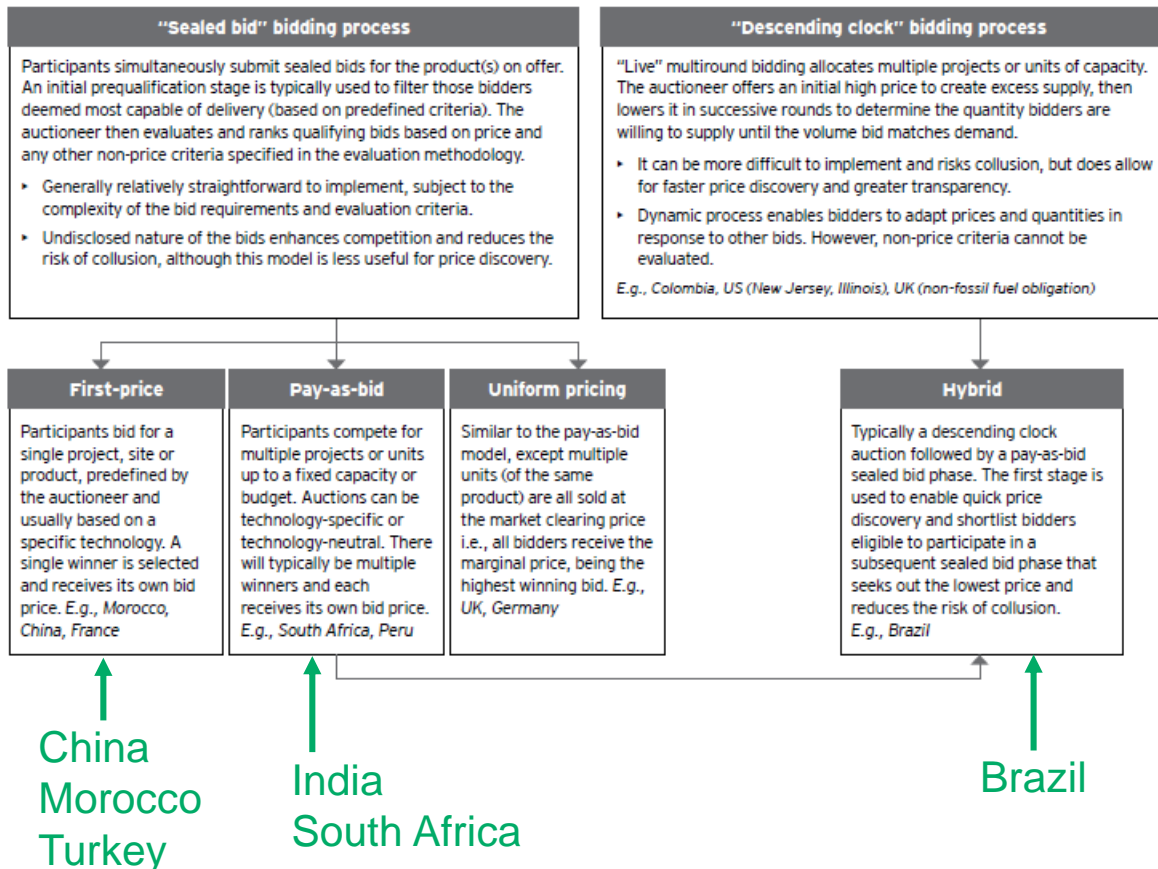 “Sealed bid” bidding process
Participants simultaneously submit sealed bids for the product(s) on offer.
An initial prequalification stage is typically used to filter those bidders
deemed most capable of delivery (based on predefined criteria). The
auctioneer then evaluates and ranks qualifying bids based on price and
any other non-price criteria specified in the evaluation methodology.
‣ Generally relatively straightforward to implement, subject to the
complexity of the bid requirements and evaluation criteria.
‣ Undisclosed nature of the bids enhances competition and reduces the
risk of collusion, although this model is less useful for price discovery.
“Descending clock” bidding process
“Live” multiround bidding allocates multiple projects or units of capacity.
The auctioneer offers an initial high price to create excess supply, then
lowers it in successive rounds to determine the quantity bidders are
willing to supply until the volume bid matches demand.
‣ It can be more difficult to implement and risks collusion, but does allow
for faster price discovery and greater transparency.
‣ Dynamic process enables bidders to adapt prices and quantities in
response to other bids. However, non-price criteria cannot be
evaluated.
E.g., Colombia, US (New Jersey, Illinois), UK (non-fossil fuel obligation)
First-price
Participants bid for a
single project, site or
product, predefined by
the auctioneer and
usually based on a
specific technology. A
single winner is selected
and receives its own bid
price. E.g., Morocco,
China, France
Pay-as-bid
Participants compete for
multiple projects or units
up to a fixed capacity or
budget. Auctions can be
technology-specific or
technology-neutral. There
will typically be multiple
winners and each
receives its own bid price.
E.g., South Africa, Peru
Uniform pricing
Similar to the pay-as-bid
model, except multiple
units (of the same
product) are all sold at
the market clearing price
i.e., all bidders receive the
marginal price, being the
highest winning bid. E.g.,
UK, Germany
Hybrid
Typically a descending clock
auction followed by a pay-as-bid
sealed bid phase. The first stage is
used to enable quick price
discovery and shortlist bidders
eligible to participate in a
subsequent sealed bid phase that
seeks out the lowest price and
reduces the risk of collusion.
E.g., Brazil
China
Morocco
Turkey
India
South Africa
Brazil